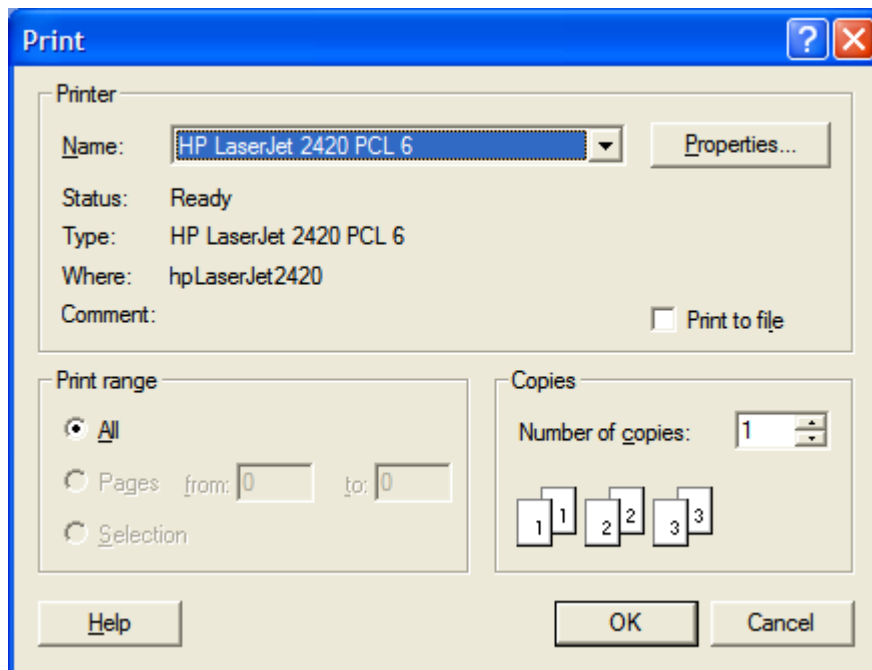 Print
Printer
Name: HP LaserJet 2420 PCL 6 Properties...
Status: Ready
Type: HP LaserJet 2420 PCL 6
Where: hpLaserJet2420
Comment: Print to file
Print range
All
Pages from: 0 to: 0
Selection
Copies
Number of copies: 1
1 1 2 2 3 3
Help OK Cancel